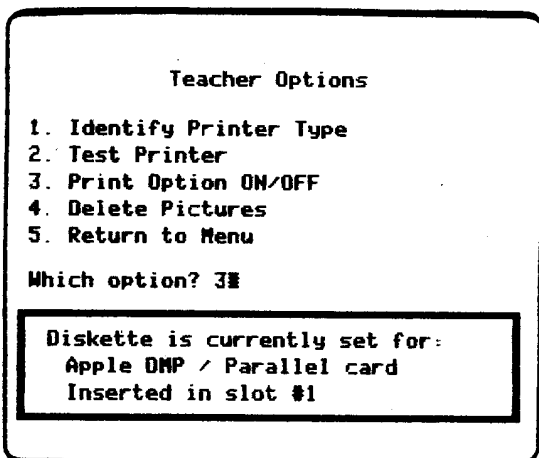 Teacher Options
1. Identify Printer Type
2. Test Printer
3. Print Option ON/OFF
4. Delete Pictures
5. Return to Menu
Which option? 3
Diskette is currently set for:
Apple DMP / Parallel card
Inserted in slot #1